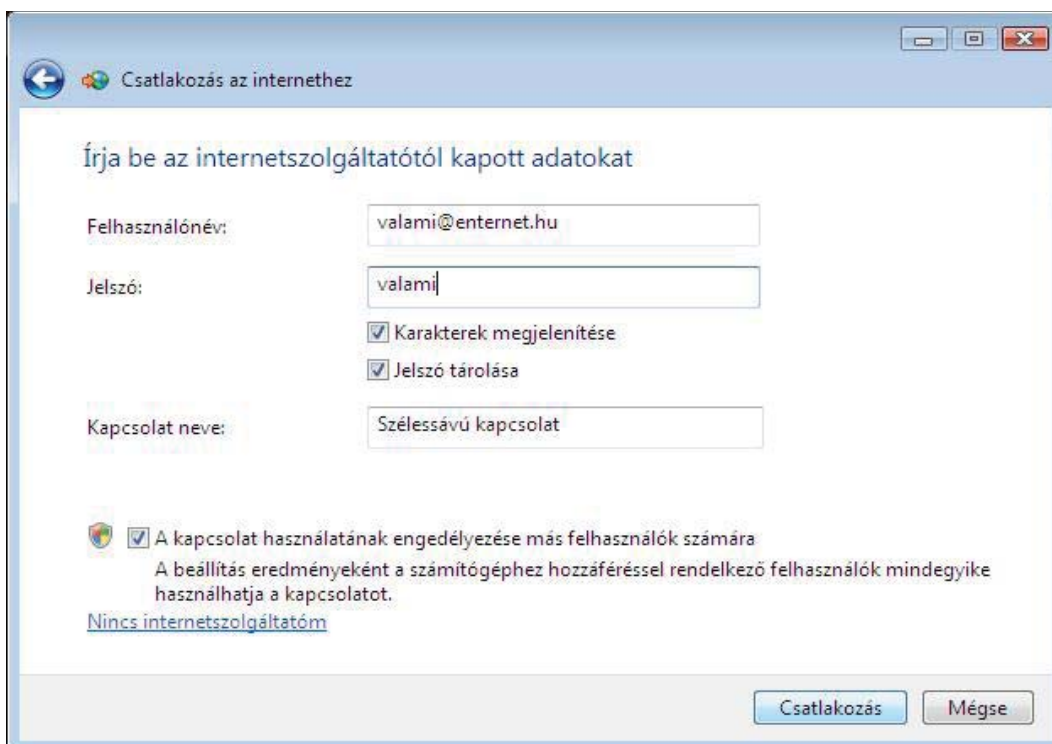 Csatlakozás az internethez
Írja be az internetszolgáltatótól kapott adatokat
Felhasználónév: valami@enternet.hu
Jelszó: valami
Karakterek megjelenítése
Jelszó tárolása
Kapcsolat neve: Szélessávú kapcsolat
A kapcsolat használatának engedélyezése más felhasználók számára
A beállítás eredményeként a számítógéphez hozzáféréssel rendelkező felhasználók mindegyike
használhatja a kapcsolatot.
Nincs internetszolgáltatóm
Csatlakozás Mégse